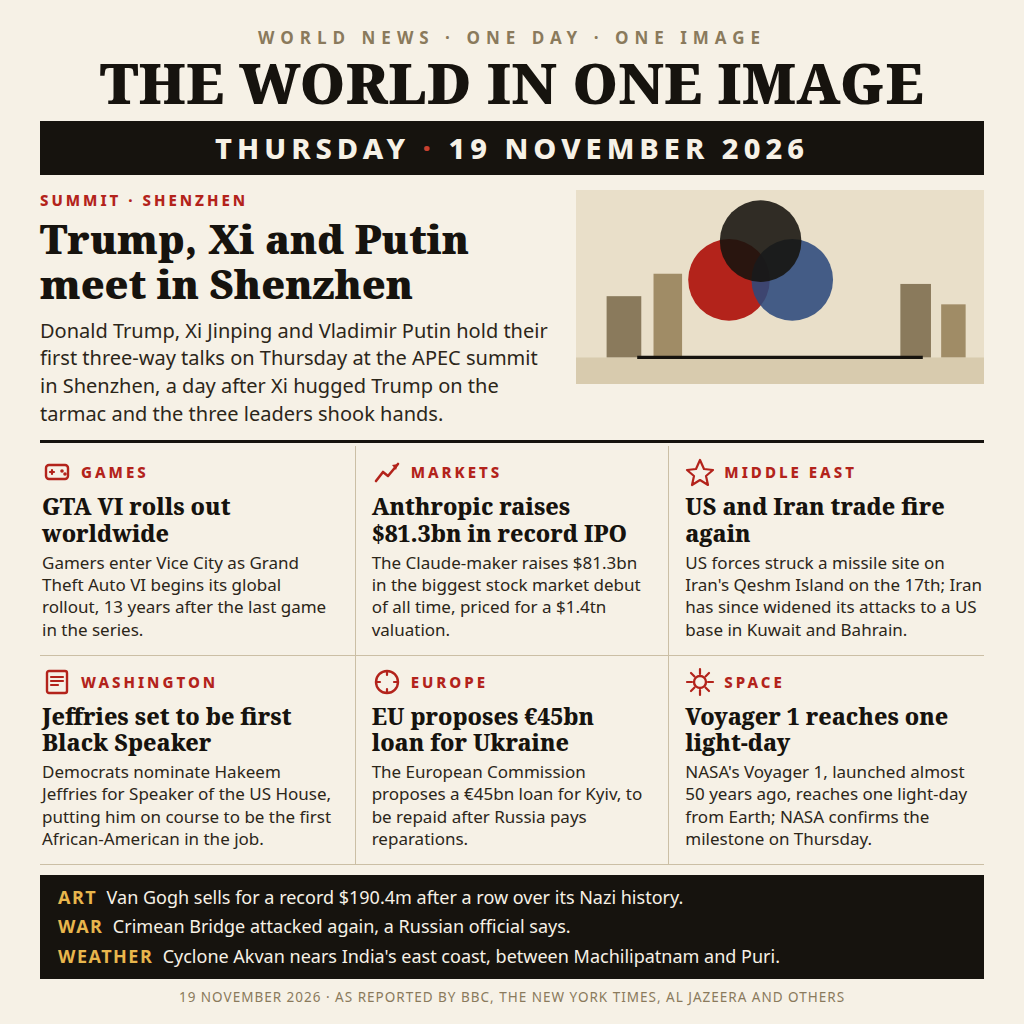 WORLD NEWS · ONE DAY · ONE IMAGE
THE WORLD IN ONE IMAGE
THURSDAY · 19 NOVEMBER 2026
SUMMIT · SHENZHEN
Trump, Xi and Putin
meet in Shenzhen
Donald Trump, Xi Jinping and Vladimir Putin hold their
first three-way talks on Thursday at the APEC summit
in Shenzhen, a day after Xi hugged Trump on the
tarmac and the three leaders shook hands.
GAMES
GTA VI rolls out
worldwide
Gamers enter Vice City as Grand
Theft Auto VI begins its global
rollout, 13 years after the last game
in the series.
MARKETS
Anthropic raises
$81.3bn in record IPO
The Claude-maker raises $81.3bn
in the biggest stock market debut
of all time, priced for a $1.4tn
valuation.
MIDDLE EAST
US and Iran trade fire
again
US forces struck a missile site on
Iran's Qeshm Island on the 17th; Iran
has since widened its attacks to a US
base in Kuwait and Bahrain.
WASHINGTON
Jeffries set to be first
Black Speaker
Democrats nominate Hakeem
Jeffries for Speaker of the US House,
putting him on course to be the first
African-American in the job.
EUROPE
EU proposes €45bn
loan for Ukraine
The European Commission
proposes a €45bn loan for Kyiv, to
be repaid after Russia pays
reparations.
SPACE
Voyager 1 reaches one
light-day
NASA's Voyager 1, launched almost
50 years ago, reaches one light-day
from Earth; NASA confirms the
milestone on Thursday.
ART Van Gogh sells for a record $190.4m after a row over its Nazi history.
WAR Crimean Bridge attacked again, a Russian official says.
WEATHER Cyclone Akvan nears India's east coast, between Machilipatnam and Puri.
19 NOVEMBER 2026 · AS REPORTED BY BBC, THE NEW YORK TIMES, AL JAZEERA AND OTHERS